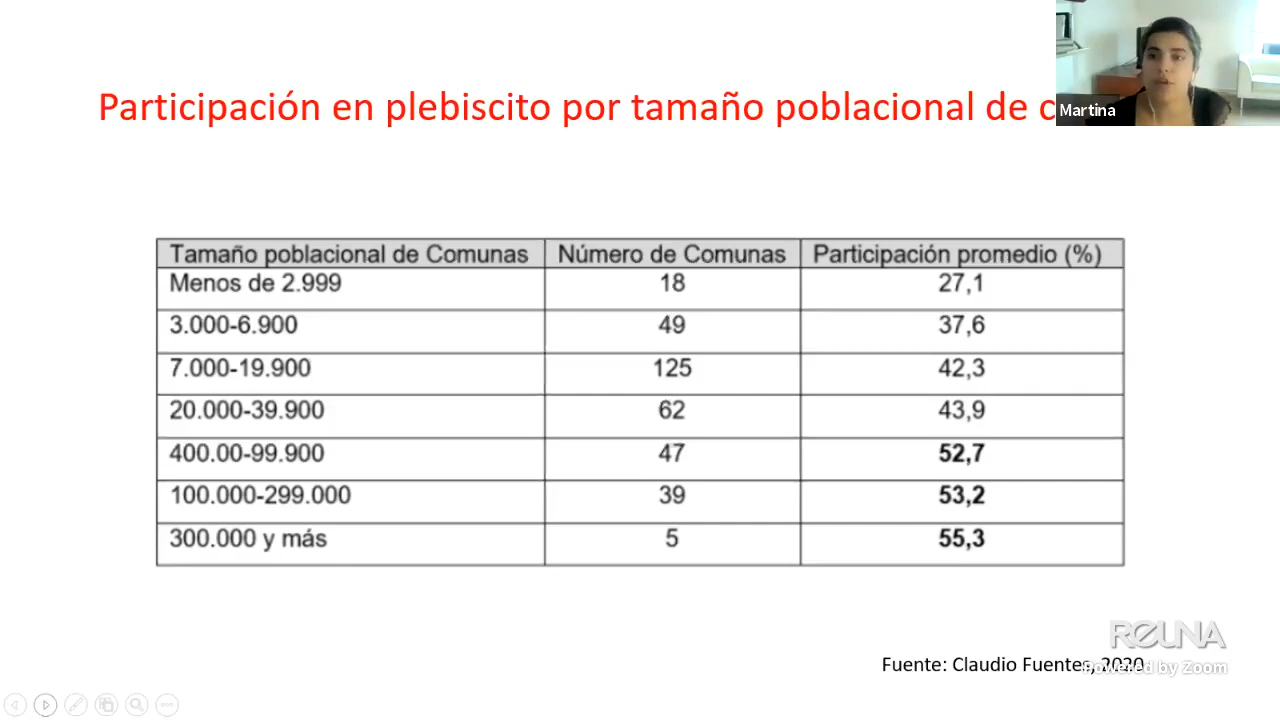 Participación en plebiscito por tamaño poblacional de c
Martina
Tamaño poblacional de Comunas Número de Comunas Participación promedio (%)
Menos de 2.999 18 27,1
3.000-6.900 49 37,6
7.000-19.900 125 42,3
20.000-39.900 62 43,9
400.00-99.900 47 52,7
100.000-299.000 39 53,2
300.000 y más 5 55,3
REUNA
Fuente: Claudio Fuentes, 2020
Powered by Zoom